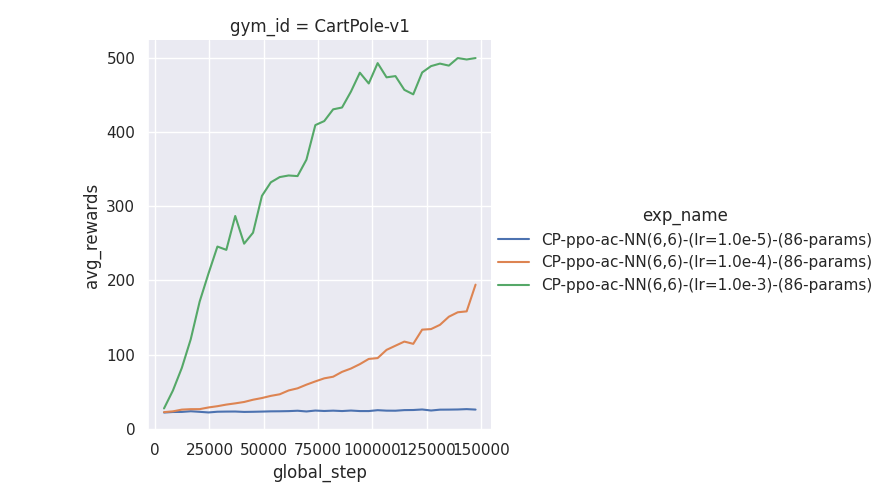 gym_id = CartPole-v1
500
400
300
200
100
0
avg_rewards
0 25000 50000 75000 100000 125000 150000
global_step
exp_name
CP-ppo-ac-NN(6,6)-(lr=1.0e-5)-(86-params)
CP-ppo-ac-NN(6,6)-(lr=1.0e-4)-(86-params)
CP-ppo-ac-NN(6,6)-(lr=1.0e-3)-(86-params)